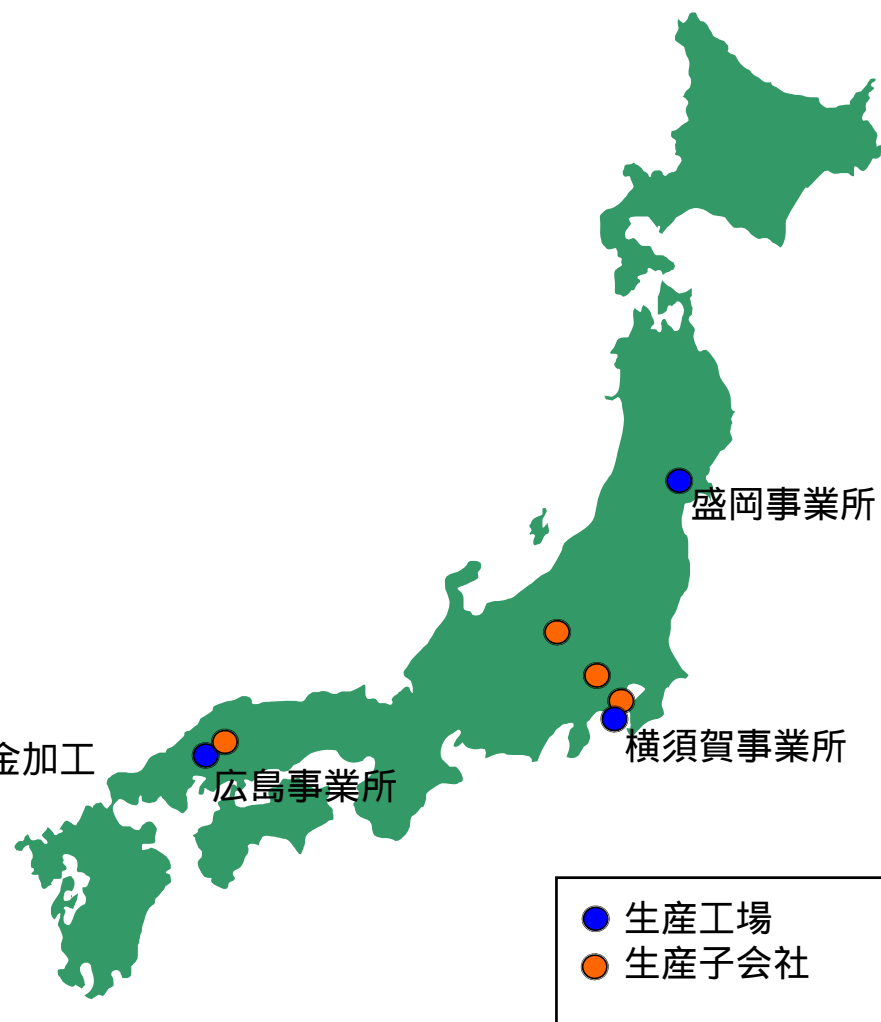 盛岡事業所
横須賀事業所
金加工
広島事業所
生産工場
生産子会社